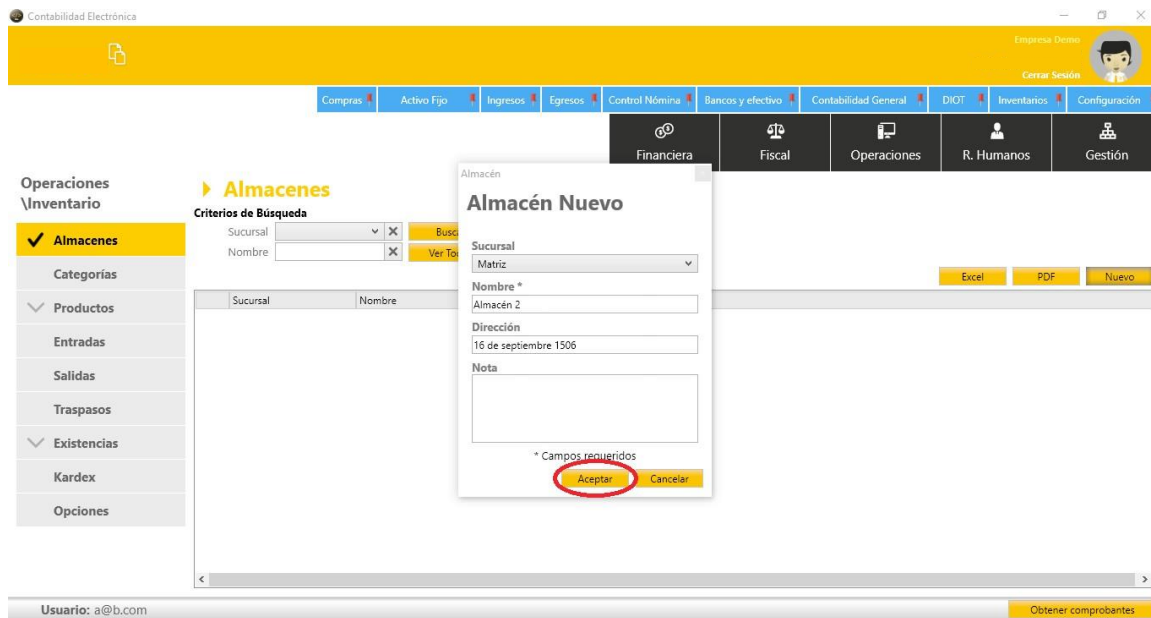 Contabilidad Electrónica
Empresa Demo
Cerrar Sesión
Compras Activo Fijo Ingresos Egresos Control Nómina Bancos y efectivo Contabilidad General DIOT Inventarios Configuración
Financiera Fiscal Operaciones R. Humanos Gestión
Operaciones
\Inventario
Almacenes
Categorías
Productos
Entradas
Salidas
Traspasos
Existencias
Kardex
Opciones
Almacenes
Criterios de Búsqueda
Sucursal
Nombre
Ver
Excel PDF Nuevo
Sucursal Nombre
Almacén
Almacén Nuevo
Sucursal
Matriz
Nombre *
Almacén 2
Dirección
16 de septiembre 1506
Nota
* Campos requeridos
Aceptar Cancelar
Usuario: a@b.com
Obtener comprobantes